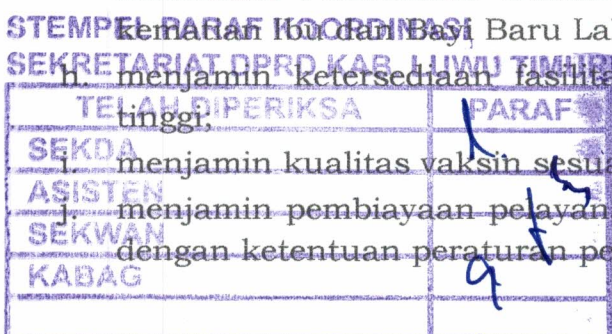 STEMPEL PARAF KOORDINASI
kematian Ibu dan Bayi Baru La
SEKRETARIAT DPRD KAB. LUWU TIMUR
h. menjamin ketersediaan fasilita
TELAH DIPERIKSA PARAF
tinggi;
SEKDA
i. menjamin kualitas vaksin sesua
ASISTEN
j. menjamin pembiayaan pelayan
SEKWAN
dengan ketentuan peraturan pe
KABAG